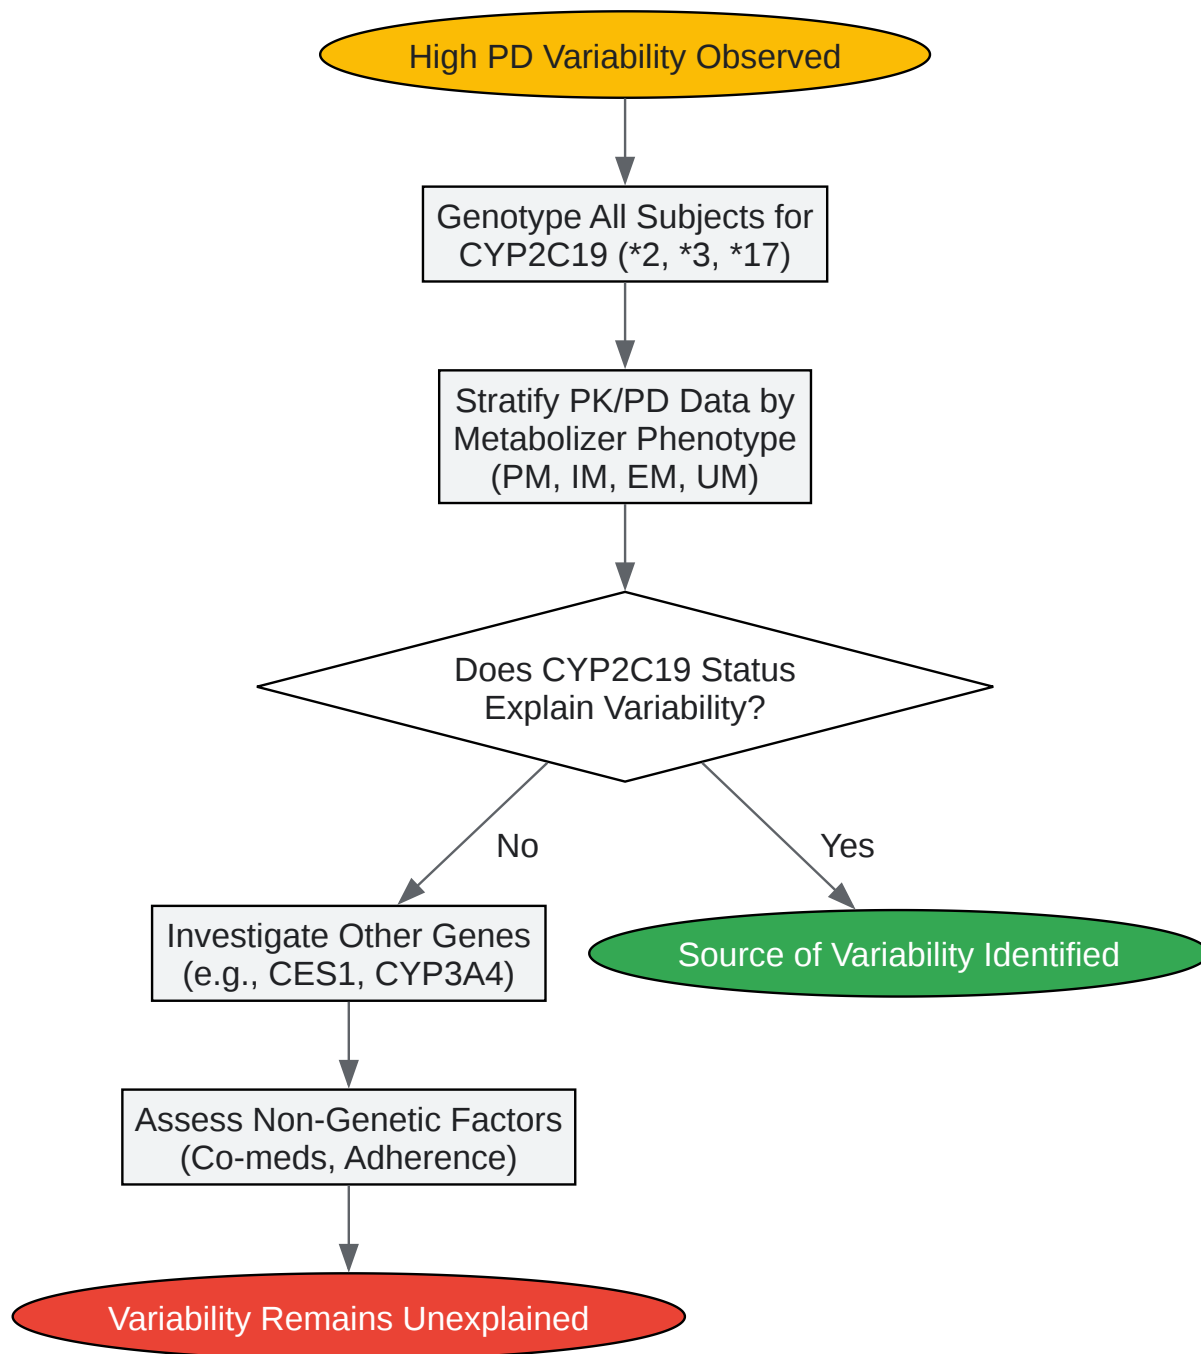 High PD Variability Observed
Genotype All Subjects for
CYP2C19 (*2, *3, *17)
Stratify PK/PD Data by
Metabolizer Phenotype
(PM, IM, EM, UM)
Does CYP2C19 Status
Explain Variability?
No
Yes
Investigate Other Genes
(e.g., CES1, CYP3A4)
Source of Variability Identified
Assess Non-Genetic Factors
(Co-meds, Adherence)
Variability Remains Unexplained